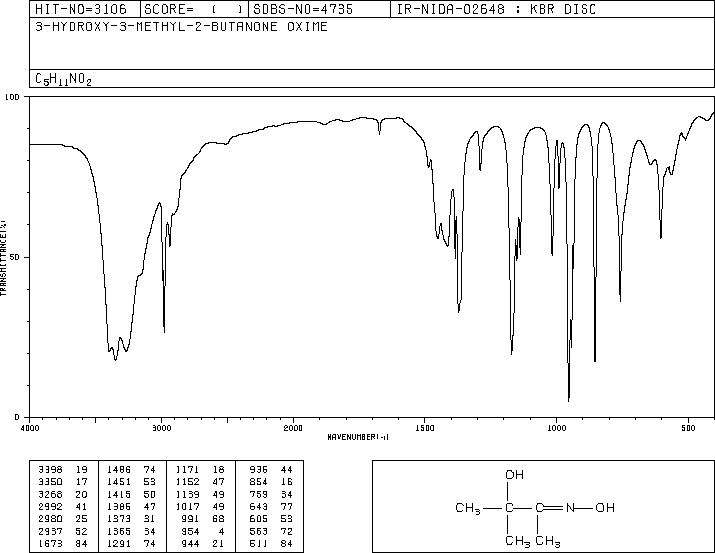 HIT-NO=3106 SCORE= ( ) SDBS-NO=4735 IR-NIDA-02648 : KBR DISC
3-HYDROXY-3-METHYL-2-BUTANONE OXIME
C5H11NO2
100
TRANSMITTANCE(%)
50
0
4000 3000 2000 1500 1000 500
WAVENUMBER(-1)
3398 19 1486 74 1171 18 936 44
3350 17 1451 53 1152 47 854 16
3268 20 1415 50 1139 49 759 34
2992 41 1386 47 1017 49 643 77
2980 25 1373 31 991 68 605 53
2937 52 1365 34 954 4 563 72
1673 84 1291 74 944 21 511 84
OH
CH3 C C N OH
CH3 CH3